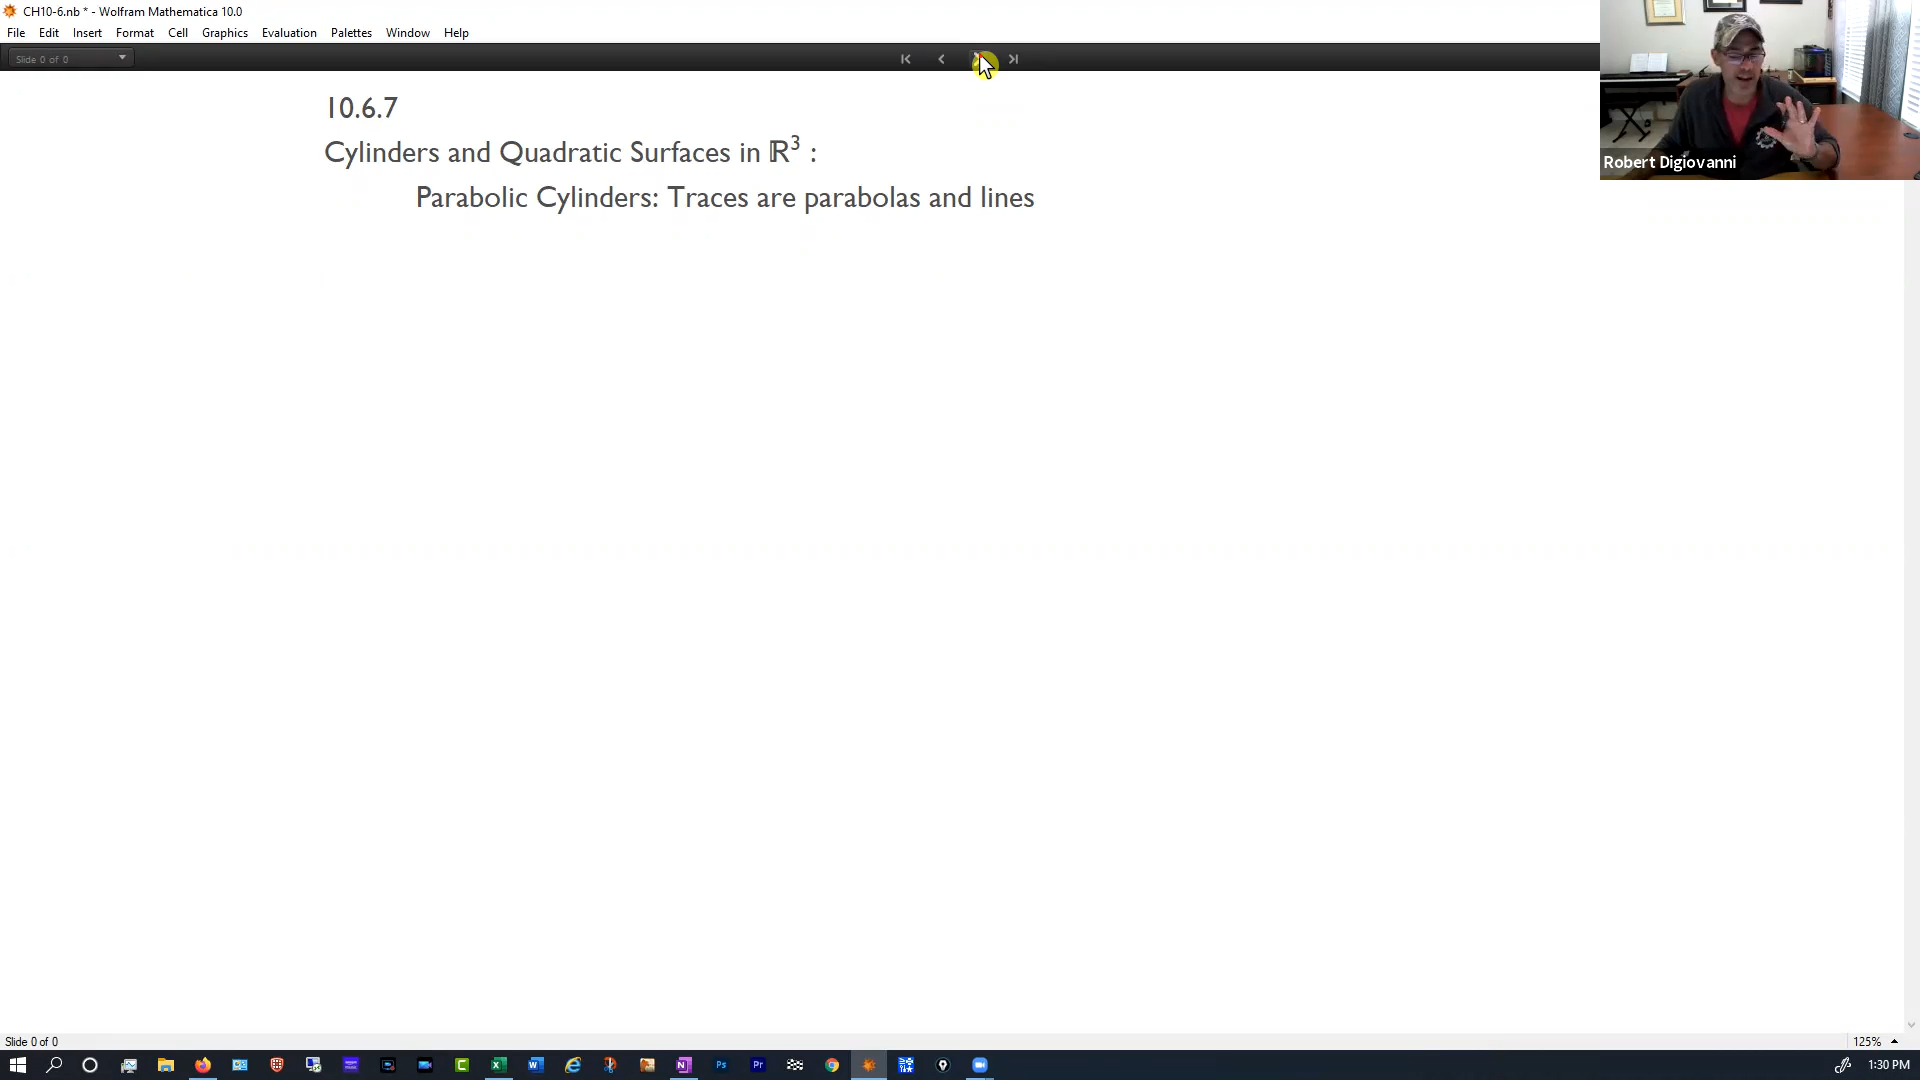 CH10-6.nb * - Wolfram Mathematica 10.0
File Edit Insert Format Cell Graphics Evaluation Palettes Window Help
Slide 0 of 0
10.6.7
Cylinders and Quadratic Surfaces in ℝ³ :
Parabolic Cylinders: Traces are parabolas and lines
Robert Digiovanni
Slide 0 of 0
125%
1:30 PM